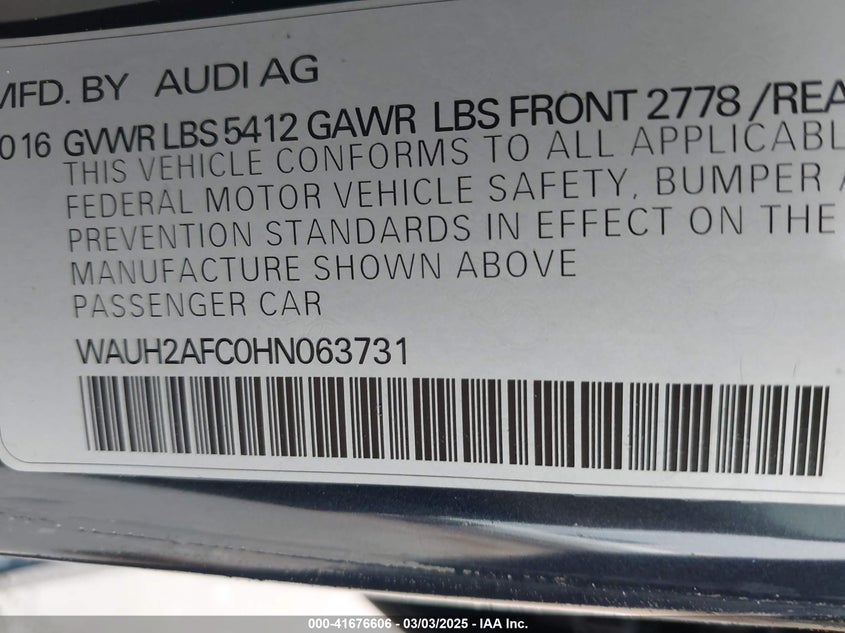 MFD. BY AUDI AG
016 GVWR LBS 5412 GAWR LBS FRONT 2778 /REA
THIS VEHICLE CONFORMS TO ALL APPLICABL
FEDERAL MOTOR VEHICLE SAFETY, BUMPER A
PREVENTION STANDARDS IN EFFECT ON THE
MANUFACTURE SHOWN ABOVE
PASSENGER CAR
WAUH2AFC0HN063731
000-41676606 - 03/03/2025 - IAA Inc.